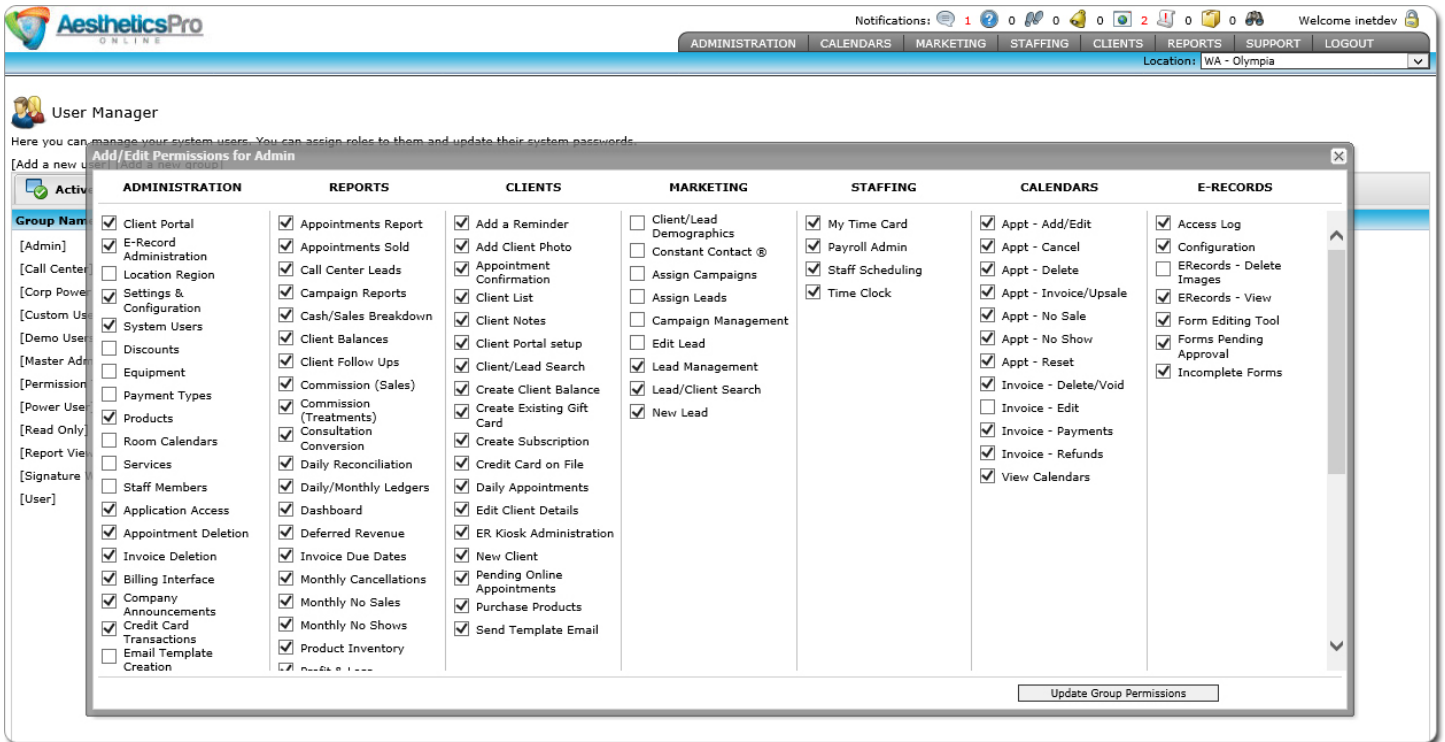 AestheticsPro
ONLINE
Notifications: 1 0 0 0 2 0 0 Welcome inetdev
ADMINISTRATION CALENDARS MARKETING STAFFING CLIENTS REPORTS SUPPORT LOGOUT
Location: WA - Olympia
User Manager
Here you can manage your system users. You can assign roles to them and update their system passwords.
[Add a new user] [Add a new group]
Active
Group Nam
[Admin]
[Call Center]
[Corp Power
[Custom Use
[Demo User
[Master Adm
[Permission
[Power User
[Read Only]
[Report View
[Signature W
[User]
Add/Edit Permissions for Admin
ADMINISTRATION
Client Portal
E-Record
Administration
Location Region
Settings &
Configuration
System Users
Discounts
Equipment
Payment Types
Products
Room Calendars
Services
Staff Members
Application Access
Appointment Deletion
Invoice Deletion
Billing Interface
Company
Announcements
Credit Card
Transactions
Email Template
Creation
REPORTS
Appointments Report
Appointments Sold
Call Center Leads
Campaign Reports
Cash/Sales Breakdown
Client Balances
Client Follow Ups
Commission (Sales)
Commission
(Treatments)
Consultation
Conversion
Daily Reconciliation
Daily/Monthly Ledgers
Dashboard
Deferred Revenue
Invoice Due Dates
Monthly Cancellations
Monthly No Sales
Monthly No Shows
Product Inventory
Profit & Loss
CLIENTS
Add a Reminder
Add Client Photo
Appointment
Confirmation
Client List
Client Notes
Client Portal setup
Client/Lead Search
Create Client Balance
Create Existing Gift
Card
Create Subscription
Credit Card on File
Daily Appointments
Edit Client Details
ER Kiosk Administration
New Client
Pending Online
Appointments
Purchase Products
Send Template Email
MARKETING
Client/Lead
Demographics
Constant Contact ®
Assign Campaigns
Assign Leads
Campaign Management
Edit Lead
Lead Management
Lead/Client Search
New Lead
STAFFING
My Time Card
Payroll Admin
Staff Scheduling
Time Clock
CALENDARS
Appt - Add/Edit
Appt - Cancel
Appt - Delete
Appt - Invoice/Upsale
Appt - No Sale
Appt - No Show
Appt - Reset
Invoice - Delete/Void
Invoice - Edit
Invoice - Payments
Invoice - Refunds
View Calendars
E-RECORDS
Access Log
Configuration
ERecords - Delete
Images
ERecords - View
Form Editing Tool
Forms Pending
Approval
Incomplete Forms
Update Group Permissions